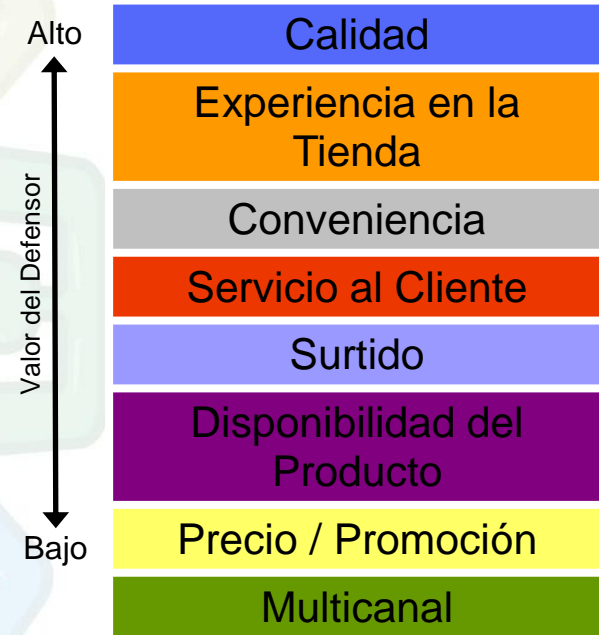 Alto
Calidad
Experiencia en la
Tienda
Conveniencia
Valor del Defensor
Servicio al Cliente
Surtido
Disponibilidad del
Producto
Bajo
Precio / Promoción
Multicanal